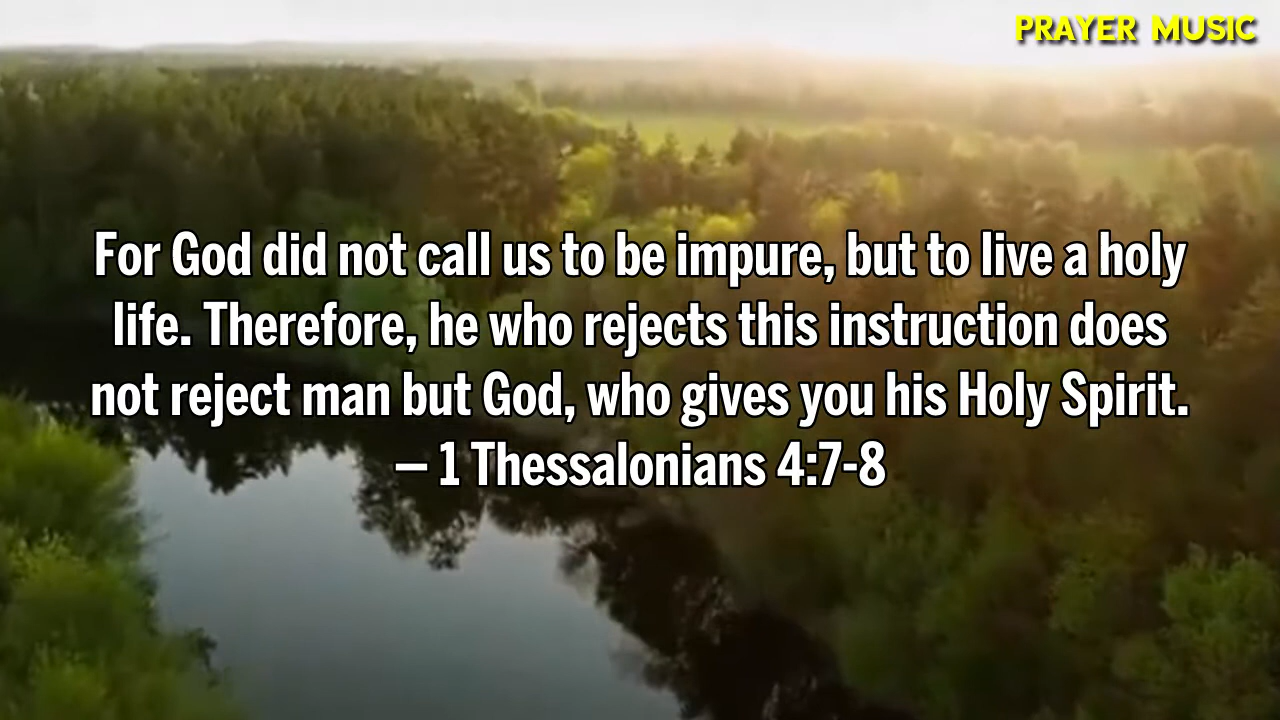 PRAYER MUSIC
For God did not call us to be impure, but to live a holy
life. Therefore, he who rejects this instruction does
not reject man but God, who gives you his Holy Spirit.
– 1 Thessalonians 4:7-8